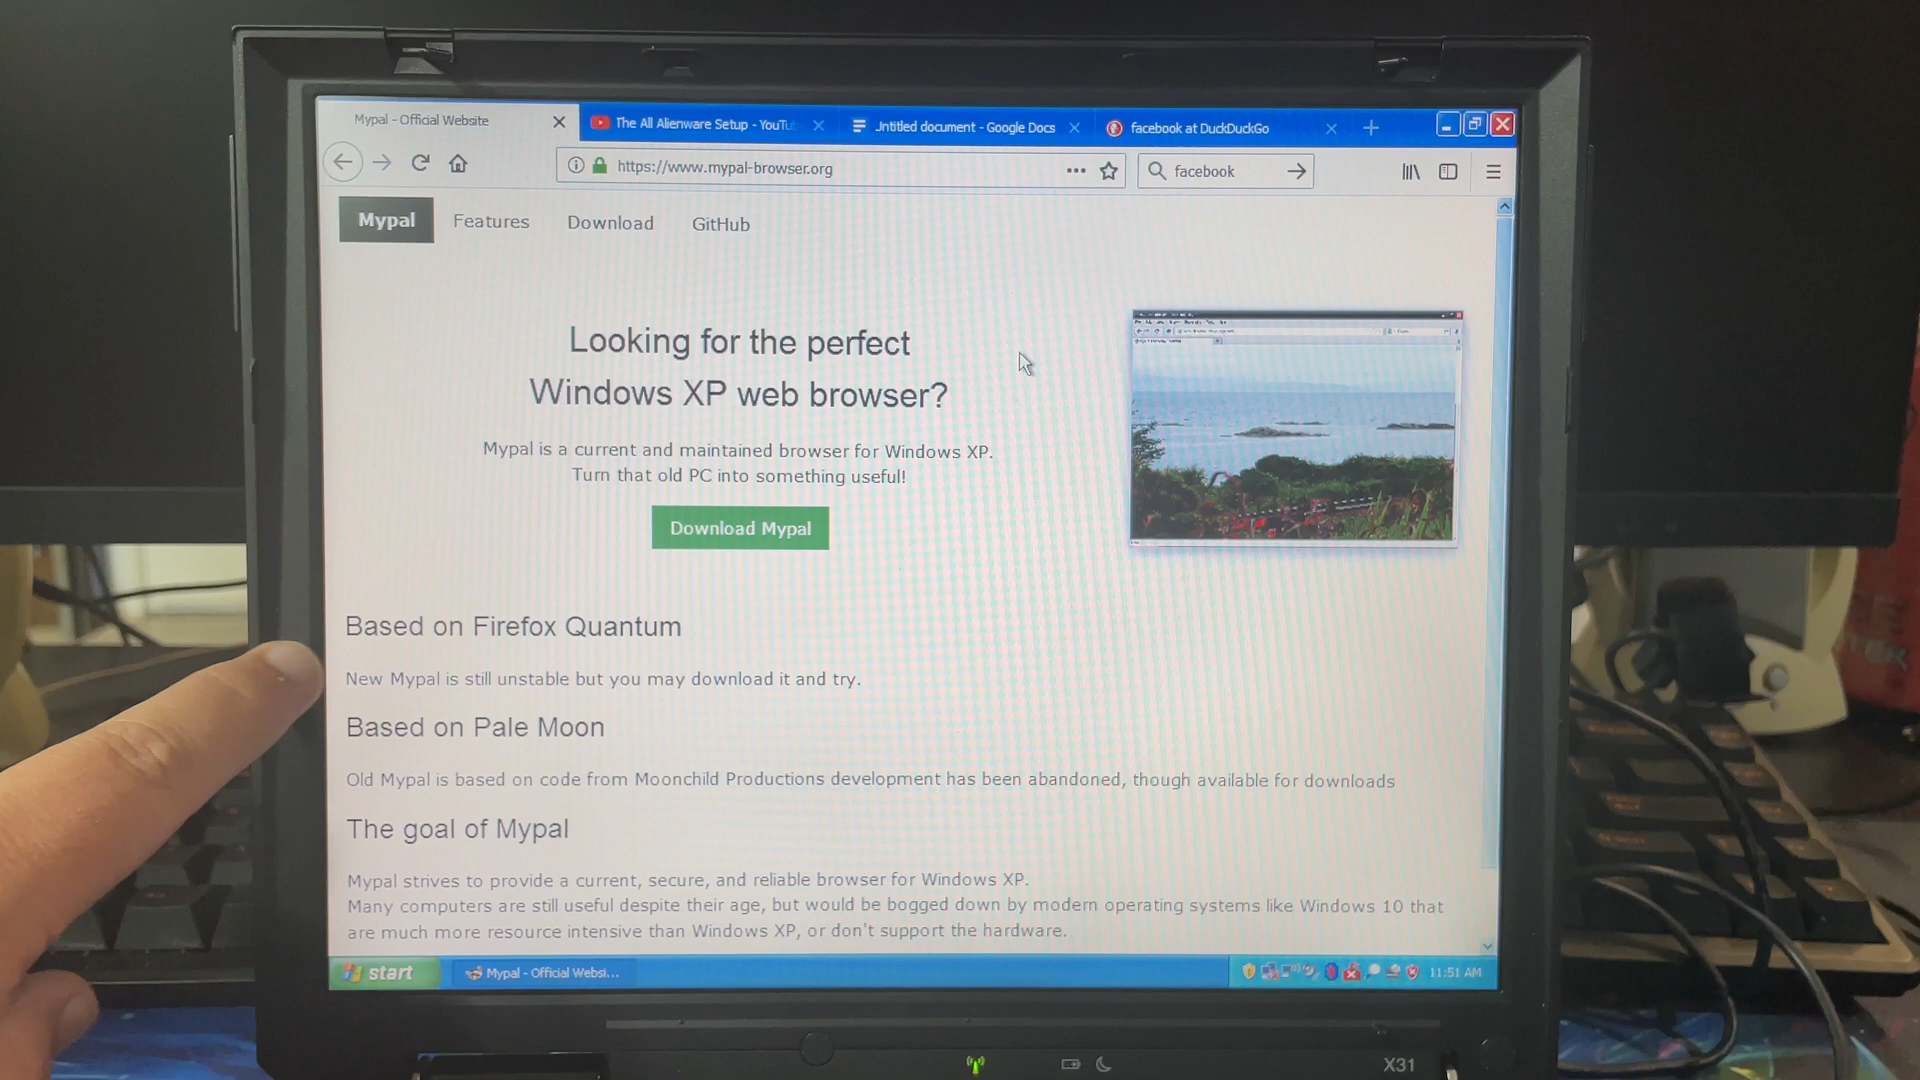 Mypal - Official Website
The All Alienware Setup - YouTu
Jntitled document - Google Docs
facebook at DuckDuckGo
https://www.mypal-browser.org
facebook
Mypal
Features
Download
GitHub
Looking for the perfect
Windows XP web browser?
Mypal is a current and maintained browser for Windows XP.
Turn that old PC into something useful!
Download Mypal
Based on Firefox Quantum
New Mypal is still unstable but you may download it and try.
Based on Pale Moon
Old Mypal is based on code from Moonchild Productions development has been abandoned, though available for downloads
The goal of Mypal
Mypal strives to provide a current, secure, and reliable browser for Windows XP.
Many computers are still useful despite their age, but would be bogged down by modern operating systems like Windows 10 that
are much more resource intensive than Windows XP, or don't support the hardware.
start
Mypal - Official Websi...
11:51 AM
X31